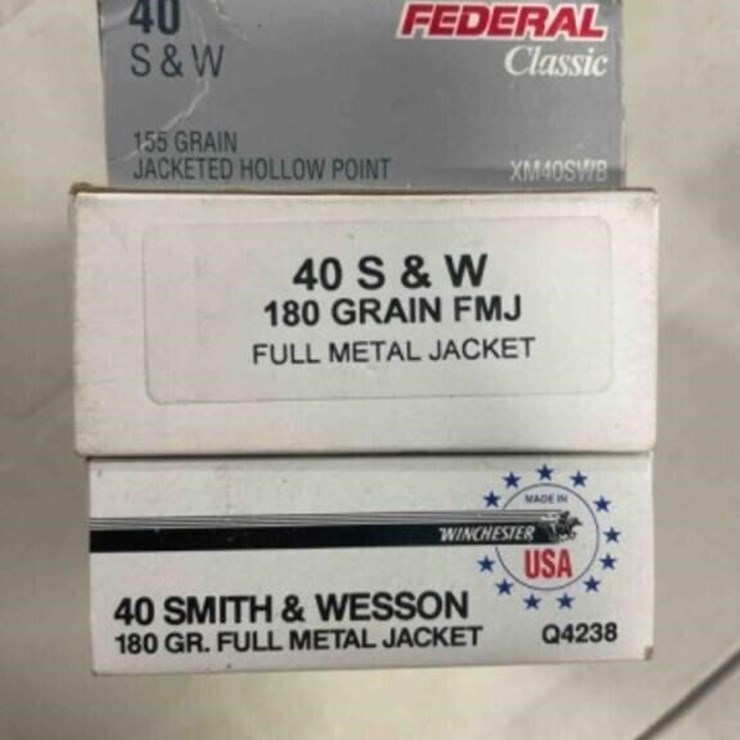 40
S & W
FEDERAL
Classic
155 GRAIN
JACKETED HOLLOW POINT
XM40SWB
40 S & W
180 GRAIN FMJ
FULL METAL JACKET
MADE IN
WINCHESTER
USA
40 SMITH & WESSON
180 GR. FULL METAL JACKET
Q4238